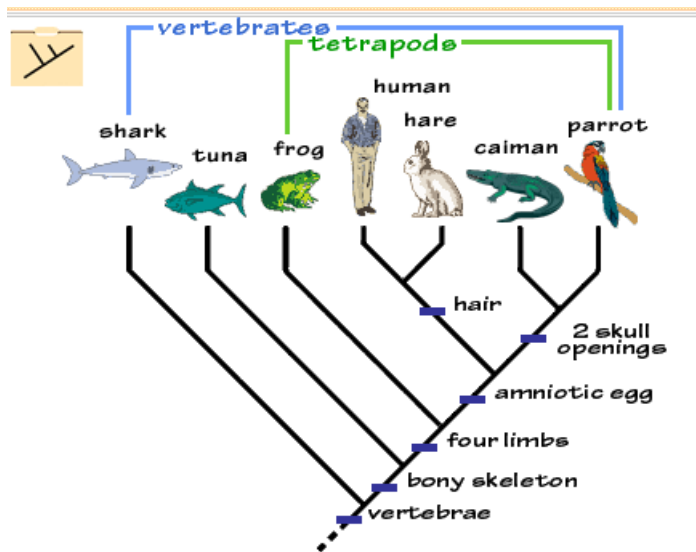 vertebrates
tetrapods
human
shark
hare
parrot
tuna
frog
caiman
hair
2 skull
openings
amniotic egg
four limbs
bony skeleton
vertebrae